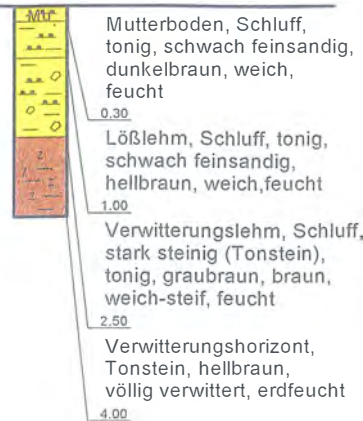 Mu
Mutterboden, Schluff,
tonig, schwach feinsandig,
dunkelbraun, weich,
feucht
0.30
Lößlehm, Schluff, tonig,
schwach feinsandig,
hellbraun, weich,feucht
1.00
Verwitterungslehm, Schluff,
stark steinig (Tonstein),
tonig, graubraun, braun,
weich-steif, feucht
2.50
Verwitterungshorizont,
Tonstein, hellbraun,
völlig verwittert, erdfeucht
4.00